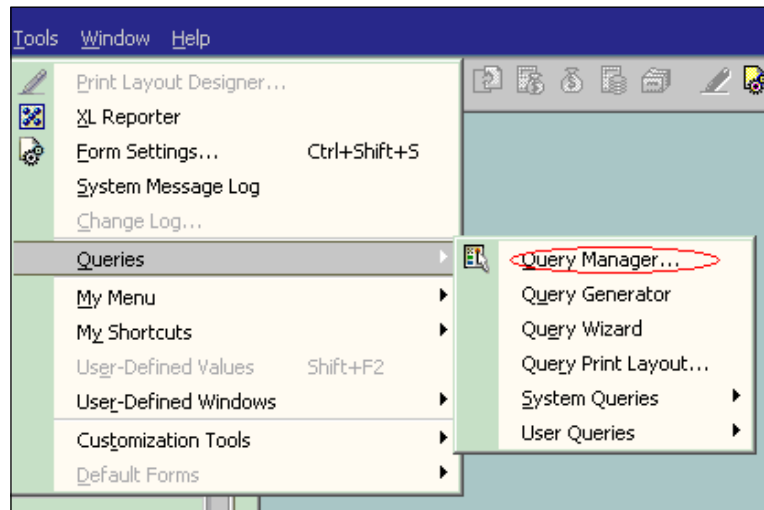 Tools Window Help
Print Layout Designer...
XL Reporter
Form Settings... Ctrl+Shift+S
System Message Log
Change Log...
Queries
My Menu
My Shortcuts
User-Defined Values Shift+F2
User-Defined Windows
Customization Tools
Default Forms
Query Manager...
Query Generator
Query Wizard
Query Print Layout...
System Queries
User Queries